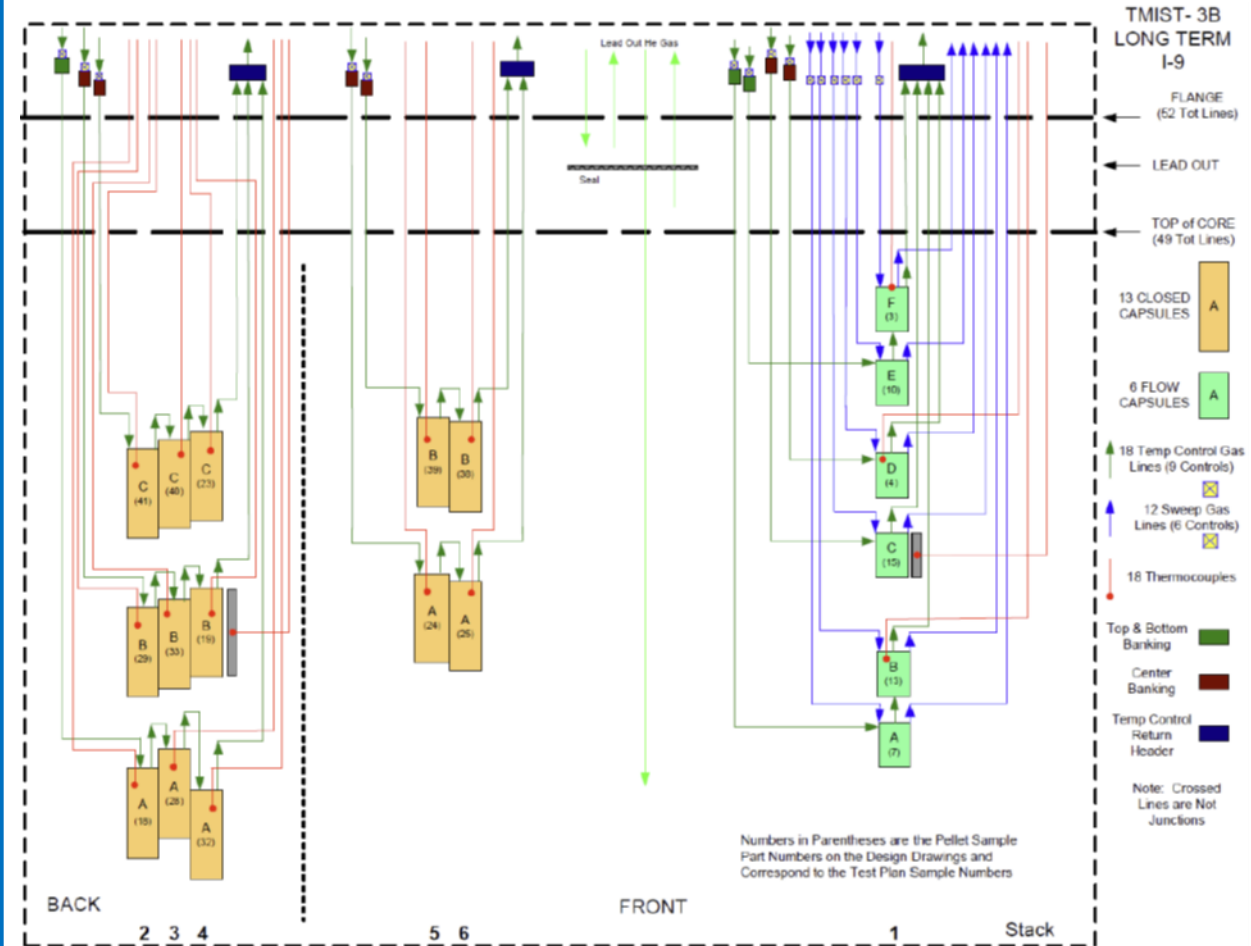 TMIST- 3B
LONG TERM
I-9
Lead Out He Gas
FLANGE
(52 Tot Lines)
LEAD OUT
Seal
TOP of CORE
(49 Tot Lines)
13 CLOSED
CAPSULES
A
6 FLOW
CAPSULES
A
18 Temp Control Gas
Lines (9 Controls)
12 Sweep Gas
Lines (6 Controls)
18 Thermocouples
Top & Bottom
Banking
Center
Banking
Temp Control
Return
Header
Note: Crossed
Lines are Not
Junctions
C
(41)
C
(40)
C
(23)
B
(29)
B
(33)
B
(19)
A
(18)
A
(28)
A
(32)
B
(39)
B
(30)
A
(24)
A
(25)
F
(3)
E
(10)
D
(4)
C
(15)
B
(13)
A
(7)
Numbers in Parentheses are the Pellet Sample
Part Numbers on the Design Drawings and
Correspond to the Test Plan Sample Numbers
BACK
FRONT
2 3 4
5 6
1
Stack